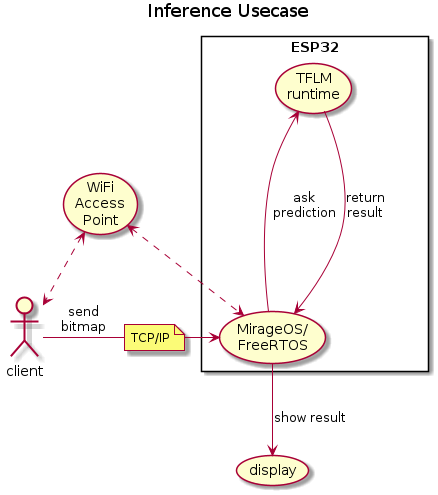 Inference Usecase
ESP32
TFLM
runtime
WiFi
Access
Point
ask
prediction
return
result
send
bitmap
TCP/IP
MirageOS/
FreeRTOS
client
show result
display